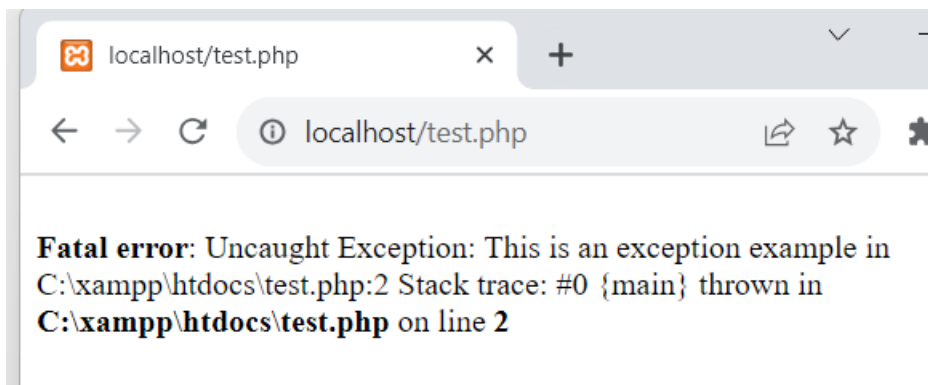 localhost/test.php
localhost/test.php
Fatal error: Uncaught Exception: This is an exception example in
C:\xampp\htdocs\test.php:2 Stack trace: #0 {main} thrown in
C:\xampp\htdocs\test.php on line 2